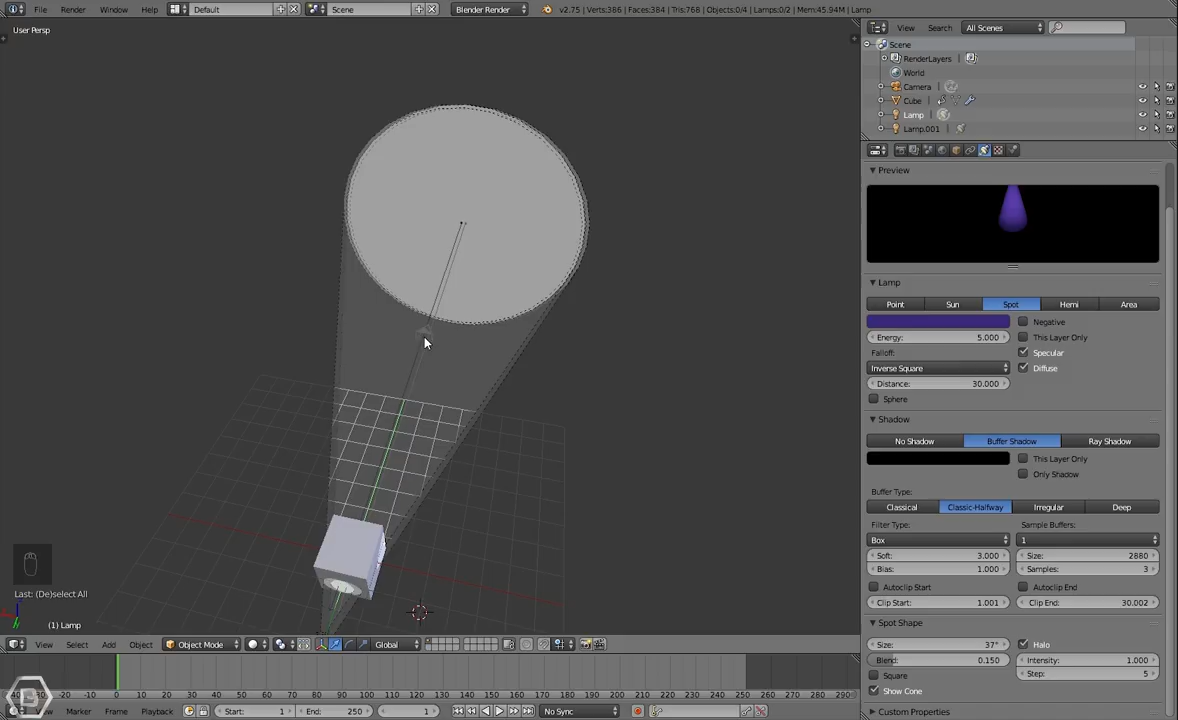 File Render Window Help Default Scene Blender Render v2.75 | Verts:386 | Faces:384 | Tris:768 | Objects:0/4 | Lamps:0/2 | Mem:45.94M | Lamp
User Persp
View Search All Scenes
Scene
RenderLayers
World
Camera
Cube
Lamp
Lamp.001
Preview
Lamp
Point Sun Spot Hemi Area
Negative
Energy: 5.000
This Layer Only
Falloff:
Specular
Inverse Square
Diffuse
Distance: 30.000
Sphere
Shadow
No Shadow Buffer Shadow Ray Shadow
This Layer Only
Only Shadow
Buffer Type:
Classical Classic-Halfway Irregular Deep
Filter Type: Sample Buffers:
Box 1
Soft: 3.000 Size: 2880
Bias: 1.000 Samples: 3
Autoclip Start Autoclip End
Clip Start: 1.001 Clip End: 30.002
Spot Shape
Size: 37° Halo
Blend: 0.150 Intensity: 1.000
Square Step: 5
Show Cone
Custom Properties
Last: (De)select All
(1) Lamp
View Select Add Object Object Mode Global
-20 -10 0 10 20 30 40 50 60 70 80 90 100 110 120 130 140 150 160 170 180 190 200 210 220 230 240 250 260 270 280 290
Marker Frame Playback Start: 1 End: 250 1 No Sync